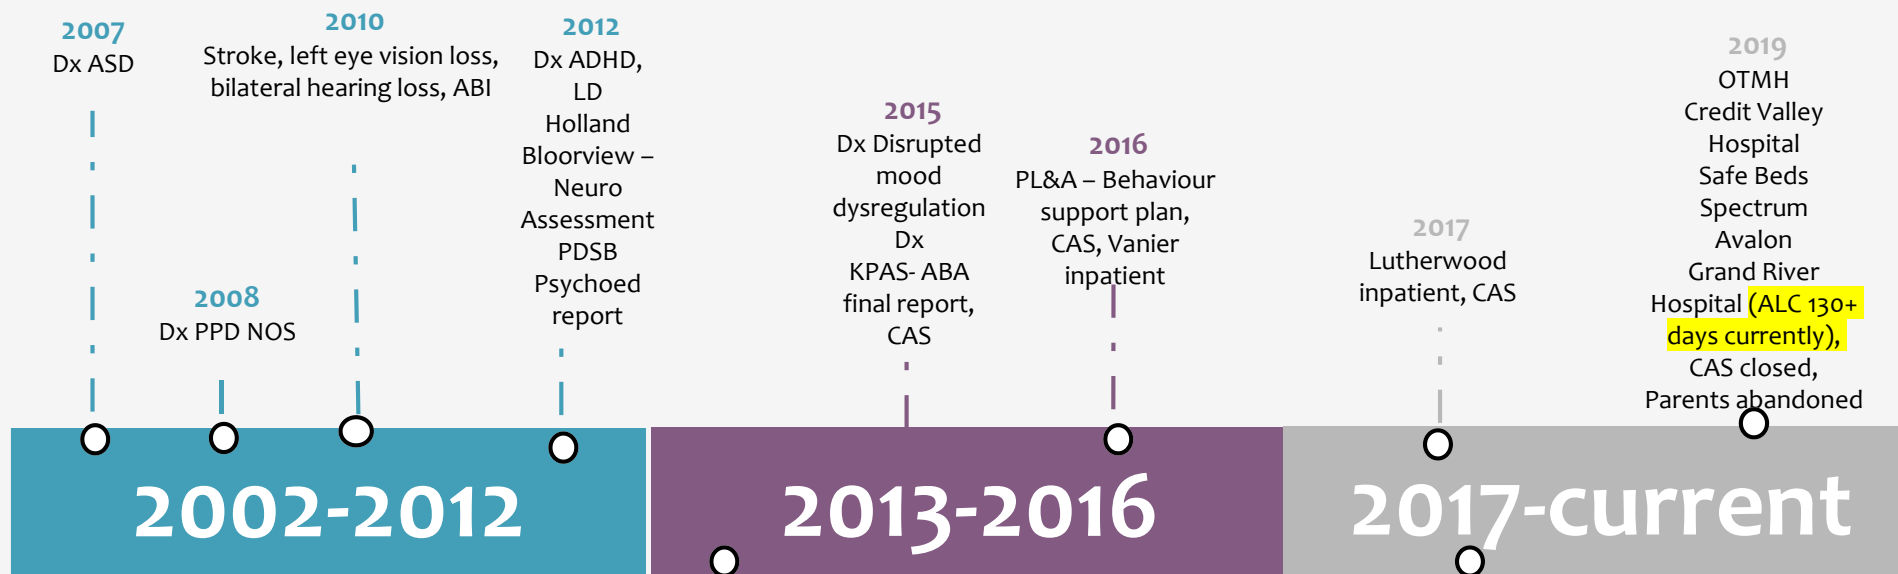 2007
Dx ASD
2008
Dx PPD NOS
2010
Stroke, left eye vision loss,
bilateral hearing loss, ABI
2012
Dx ADHD,
LD
Holland
Bloorview –
Neuro
Assessment
PDSB
Psychoed
report
2015
Dx Disrupted
mood
dysregulation
Dx
KPAS- ABA
final report,
CAS
2016
PL&A – Behaviour
support plan,
CAS, Vanier
inpatient
2017
Lutherwood
inpatient, CAS
2019
OTMH
Credit Valley
Hospital
Safe Beds
Spectrum
Avalon
Grand River
Hospital (ALC 130+
days currently),
CAS closed,
Parents abandoned
2002-2012
2013-2016
2017-current